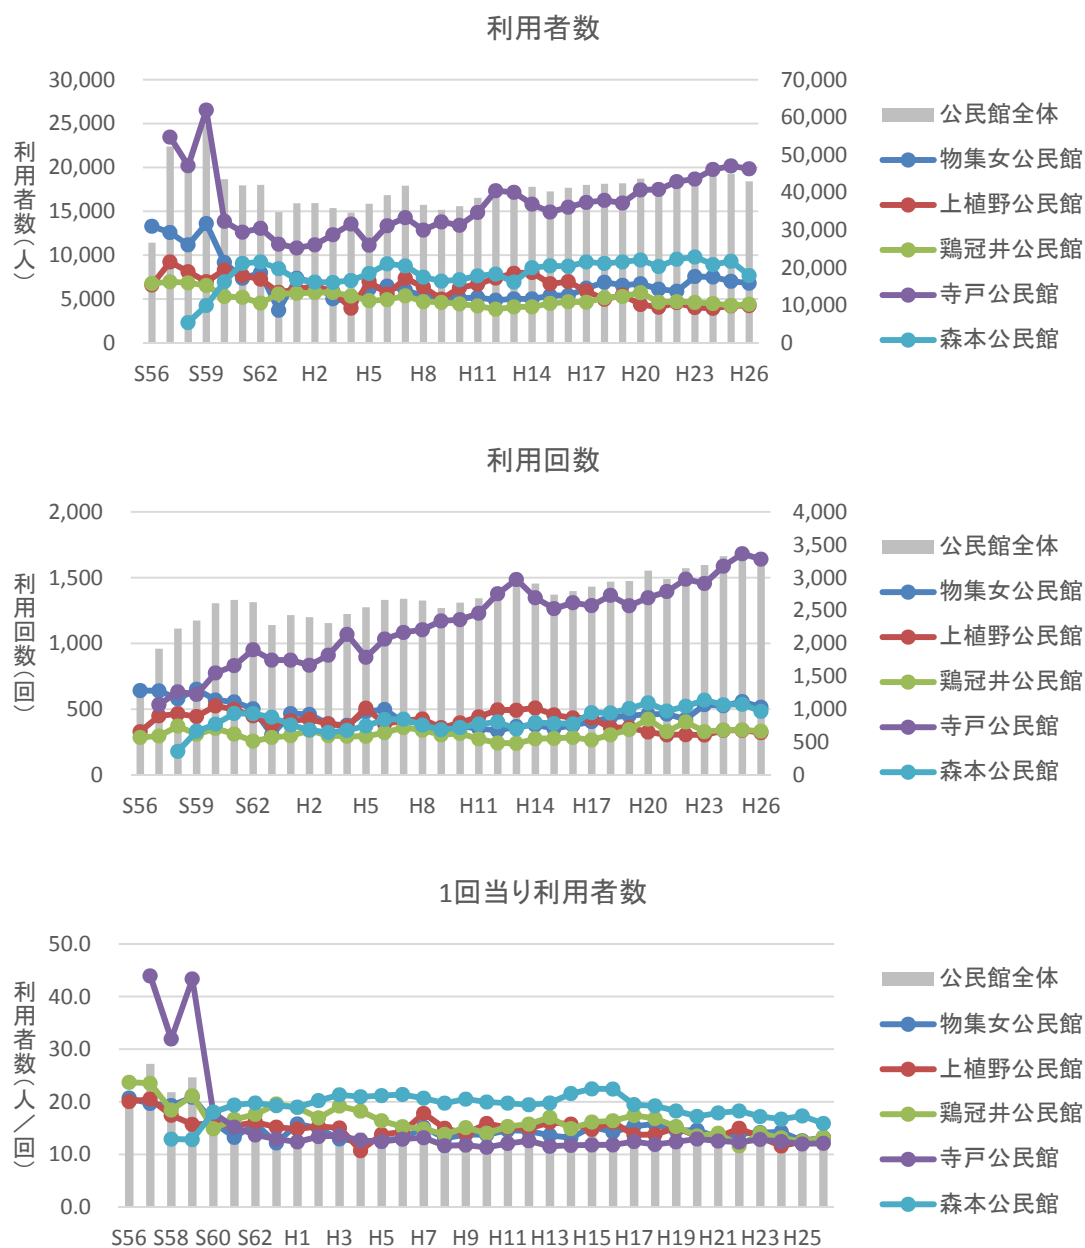 利用者数
30,000
25,000
20,000
15,000
10,000
5,000
0
利用者数(人)
70,000
60,000
50,000
40,000
30,000
20,000
10,000
0
S56 S59 S62 H2 H5 H8 H11 H14 H17 H20 H23 H26
公民館全体
物集女公民館
上植野公民館
鶏冠井公民館
寺戸公民館
森本公民館
利用回数
2,000
1,500
1,000
500
0
利用回数(回)
4,000
3,500
3,000
2,500
2,000
1,500
1,000
500
0
S56 S59 S62 H2 H5 H8 H11 H14 H17 H20 H23 H26
公民館全体
物集女公民館
上植野公民館
鶏冠井公民館
寺戸公民館
森本公民館
1回当り利用者数
50.0
40.0
30.0
20.0
10.0
0.0
利用者数(人/回)
S56 S58 S60 S62 H1 H3 H5 H7 H9 H11 H13 H15 H17 H19 H21 H23 H25
公民館全体
物集女公民館
上植野公民館
鶏冠井公民館
寺戸公民館
森本公民館